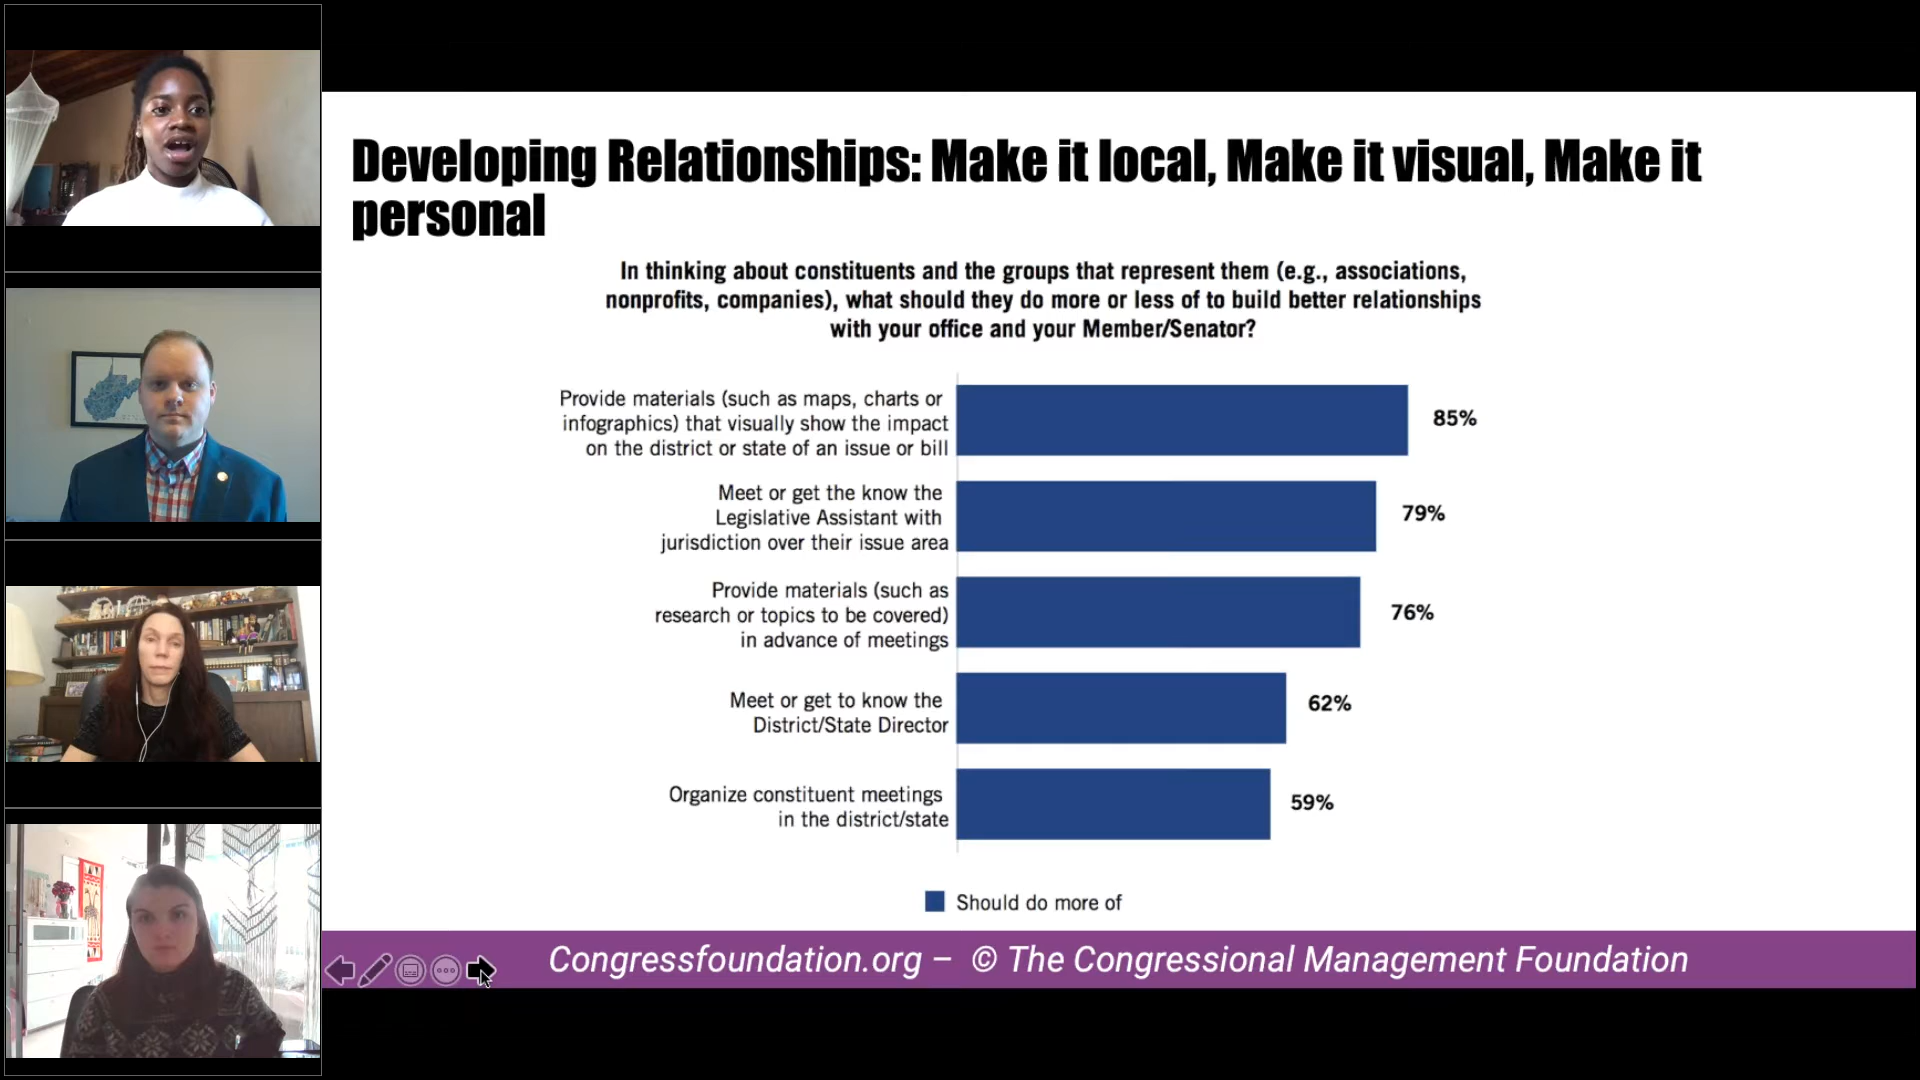 Developing Relationships: Make it local, Make it visual, Make it
personal
In thinking about constituents and the groups that represent them (e.g., associations,
nonprofits, companies), what should they do more or less of to build better relationships
with your office and your Member/Senator?
Provide materials (such as maps, charts or
infographics) that visually show the impact
on the district or state of an issue or bill
85%
Meet or get the know the
Legislative Assistant with
jurisdiction over their issue area
79%
Provide materials (such as
research or topics to be covered)
in advance of meetings
76%
Meet or get to know the
District/State Director
62%
Organize constituent meetings
in the district/state
59%
Should do more of
Congressfoundation.org – © The Congressional Management Foundation